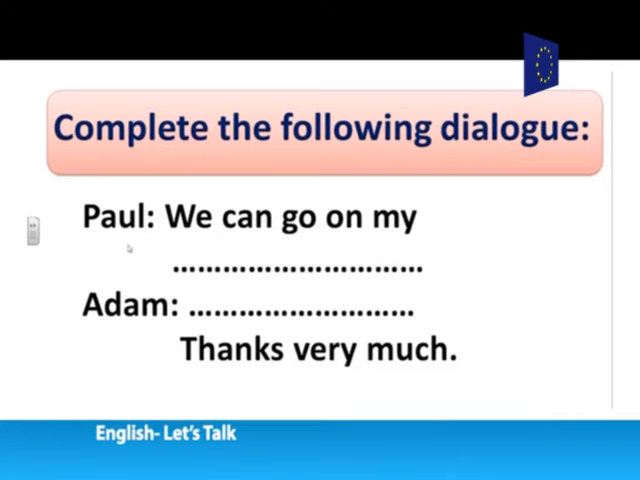 Complete the following dialogue:
Paul: We can go on my
..............................
Adam: ...........................
Thanks very much.
English- Let's Talk